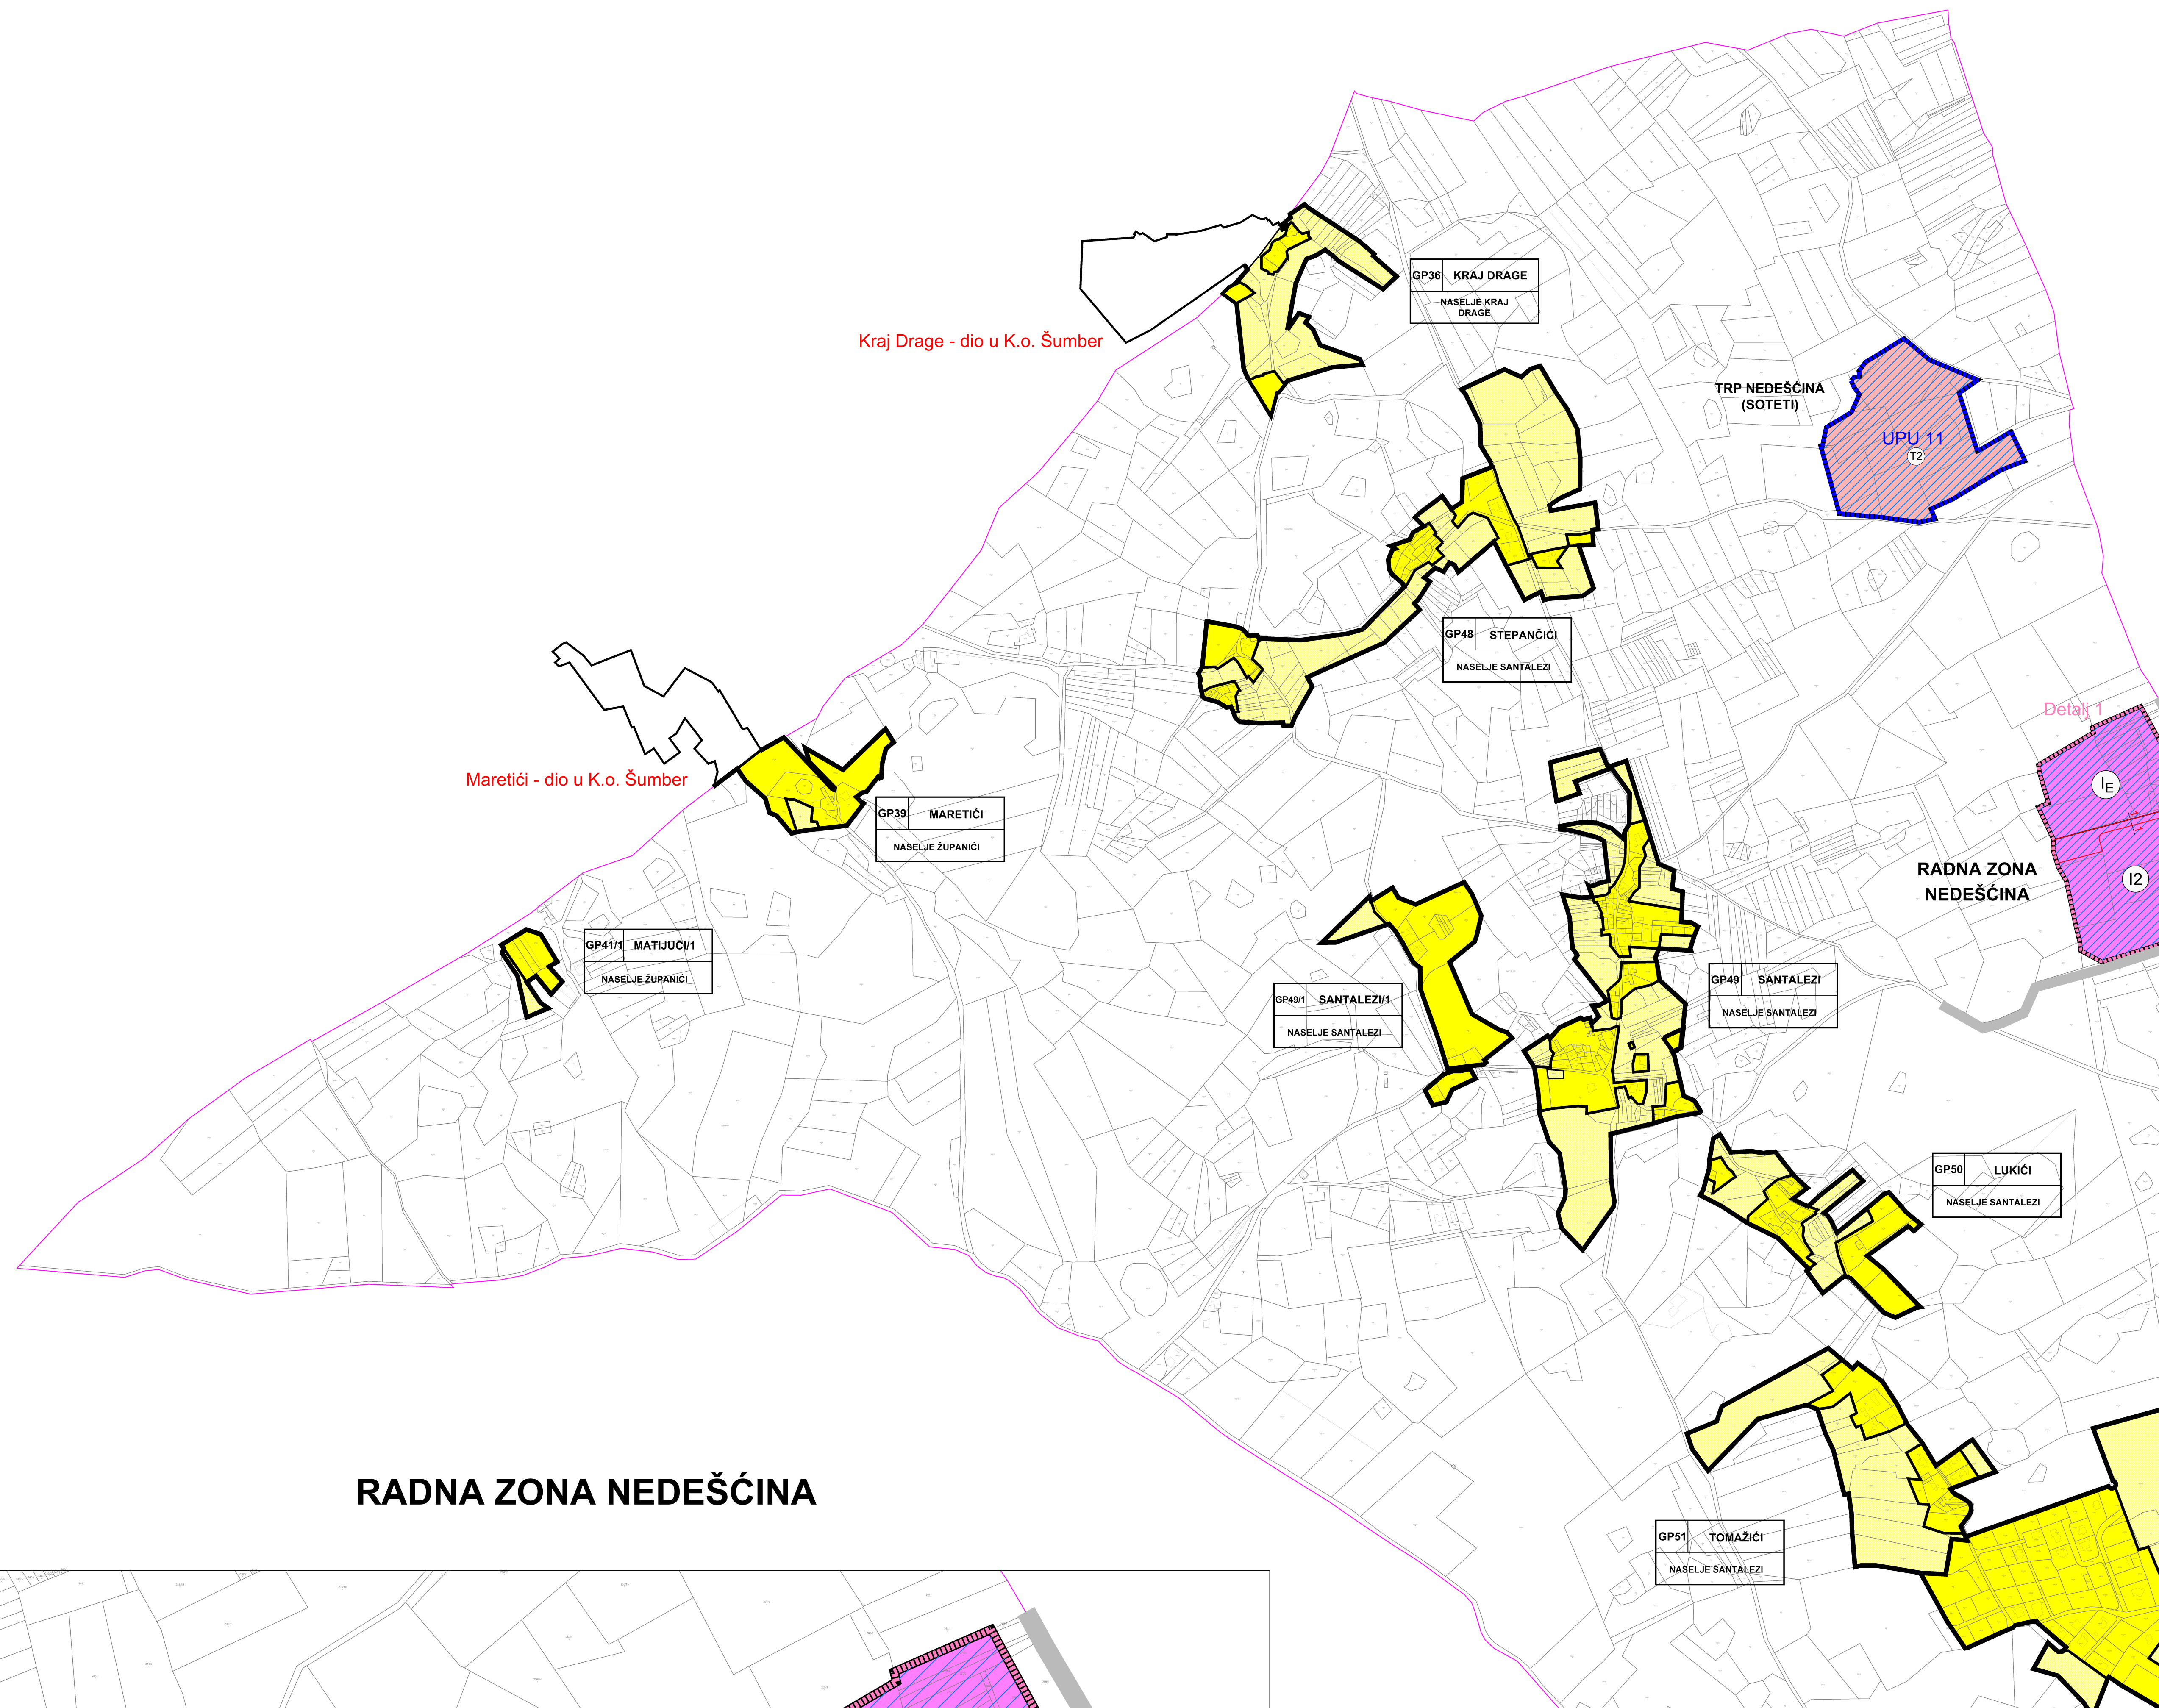 GP36 KRAJ DRAGE
NASELJE KRAJ
DRAGE
Kraj Drage - dio u K.o. Šumber
TRP NEDEŠĆINA
(SOTETI)
UPU 11
T2
GP48 STEPANČIĆI
NASELJE SANTALEZI
Detalj 1
IE
I2
RADNA ZONA
NEDEŠĆINA
Maretići - dio u K.o. Šumber
GP39 MARETIĆI
NASELJE ŽUPANIĆI
GP41/1 MATIJUCI/1
NASELJE ŽUPANIĆI
GP49/1 SANTALEZI/1
NASELJE SANTALEZI
GP49 SANTALEZI
NASELJE SANTALEZI
GP50 LUKIĆI
NASELJE SANTALEZI
RADNA ZONA NEDEŠĆINA
GP51 TOMAŽIĆI
NASELJE SANTALEZI